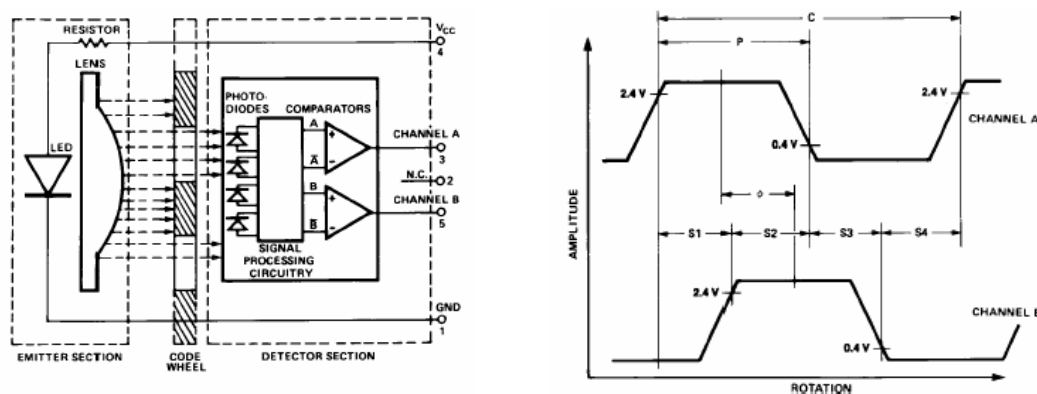 RESISTOR
VCC
4
LENS
PHOTO-
DIODES
COMPARATORS
LED
A
Ā
B
B̄
+
−
+
−
CHANNEL A
3
N.C.
2
CHANNEL B
5
SIGNAL
PROCESSING
CIRCUITRY
GND
1
EMITTER SECTION
CODE
WHEEL
DETECTOR SECTION
C
P
2.4 V
2.4 V
CHANNEL A
0.4 V
ϕ
S1
S2
S3
S4
AMPLITUDE
2.4 V
CHANNEL
0.4 V
ROTATION